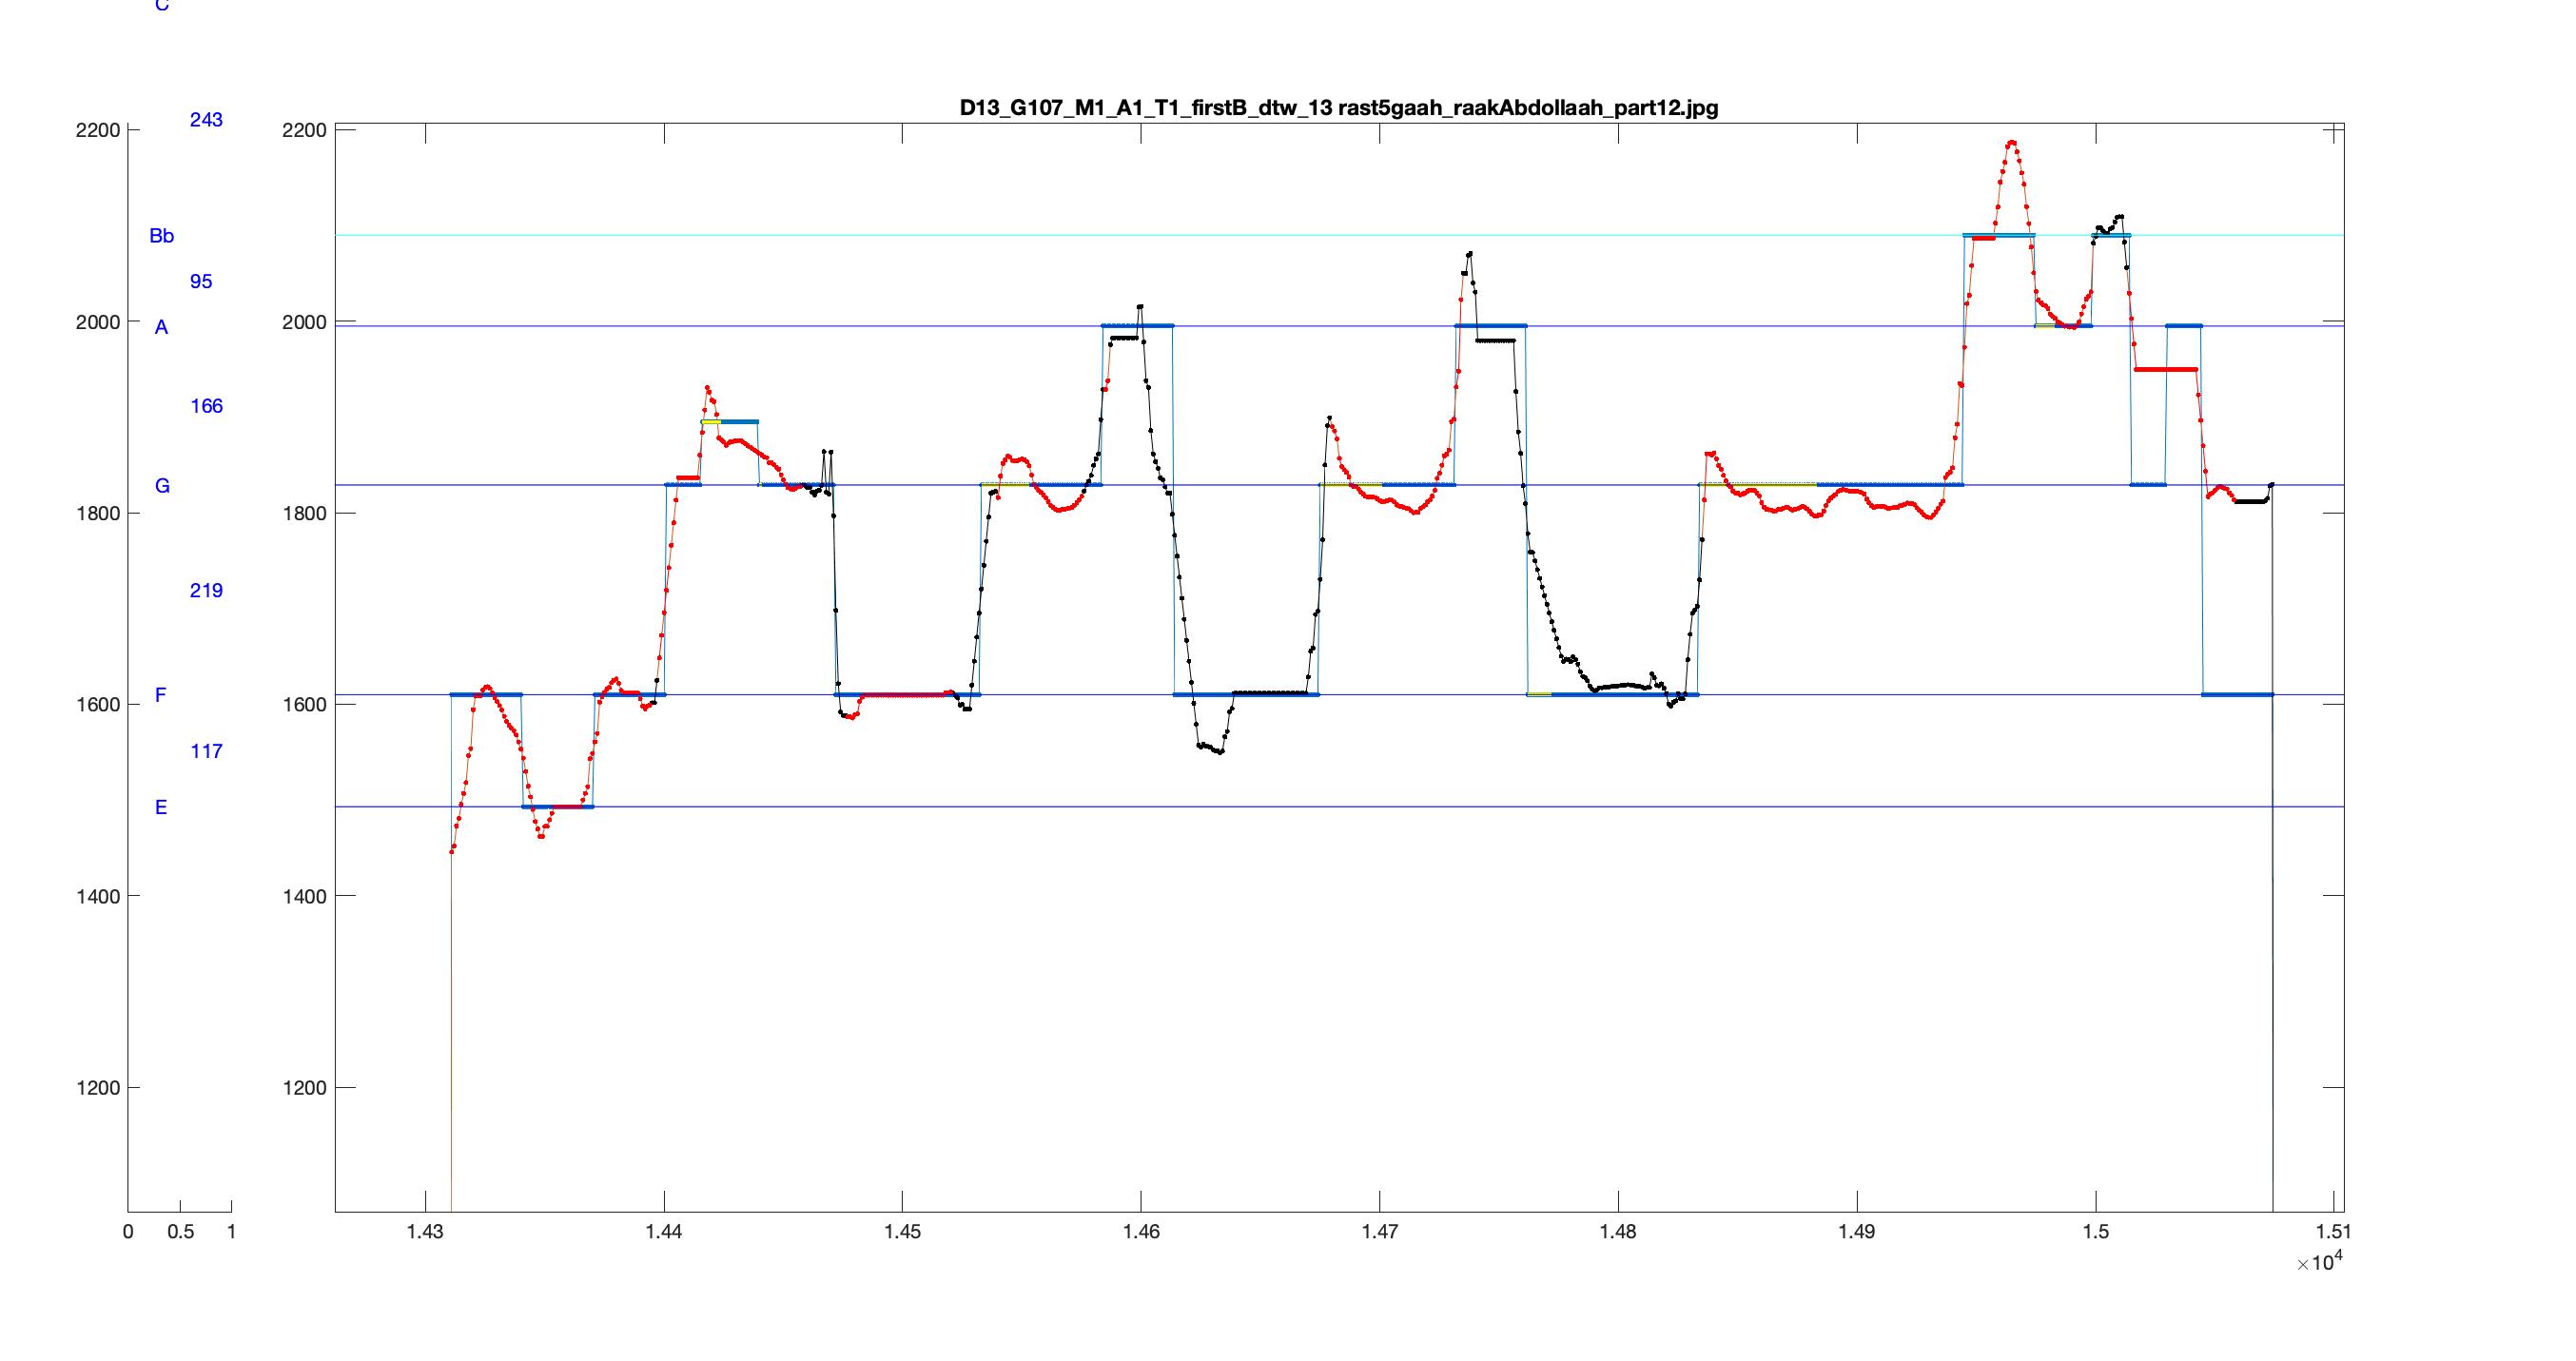 C
D13_G107_M1_A1_T1_firstB_dtw_13 rast5gaah_raakAbdollaah_part12.jpg
243
2200
2200
Bb
95
2000
A
2000
166
G
1800
1800
219
F
1600
1600
117
E
1400
1400
1200
1200
0 0.5 1
1.43 1.44 1.45 1.46 1.47 1.48 1.49 1.5 1.51
×10⁴